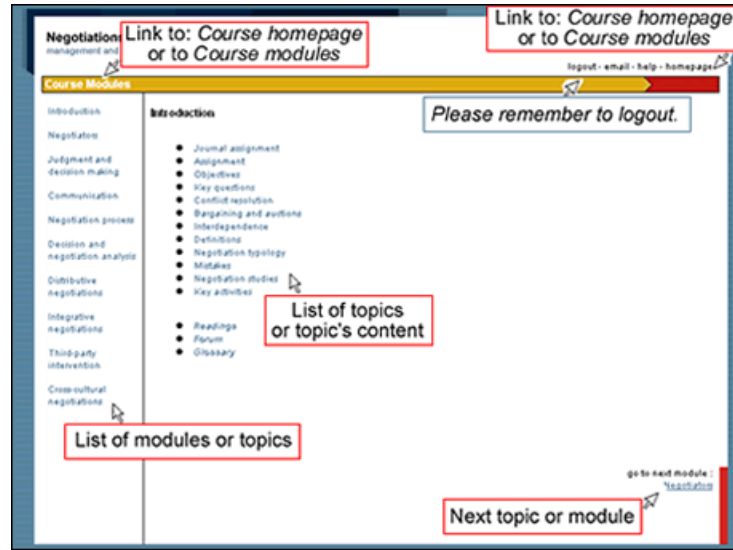 Negotiations
management and
Link to: Course homepage
or to Course modules
Link to: Course homepage
or to Course modules
logout - email - help - homepage
Course Modules
Please remember to logout.
Introduction
Negotiators
Judgment and
decision making
Communication
Negotiation process
Decision and
negotiation analysis
Distributive
negotiations
Integrative
negotiations
Third-party
intervention
Cross-cultural
negotiations
List of modules or topics
Introduction
Journal assignment
Assignment
Objectives
Key questions
Conflict resolution
Bargaining and auctions
Interdependence
Definitions
Negotiation typology
Mistakes
Negotiation studies
Key activities
List of topics
or topic's content
Readings
Forum
Glossary
go to next module :
Negotiators
Next topic or module